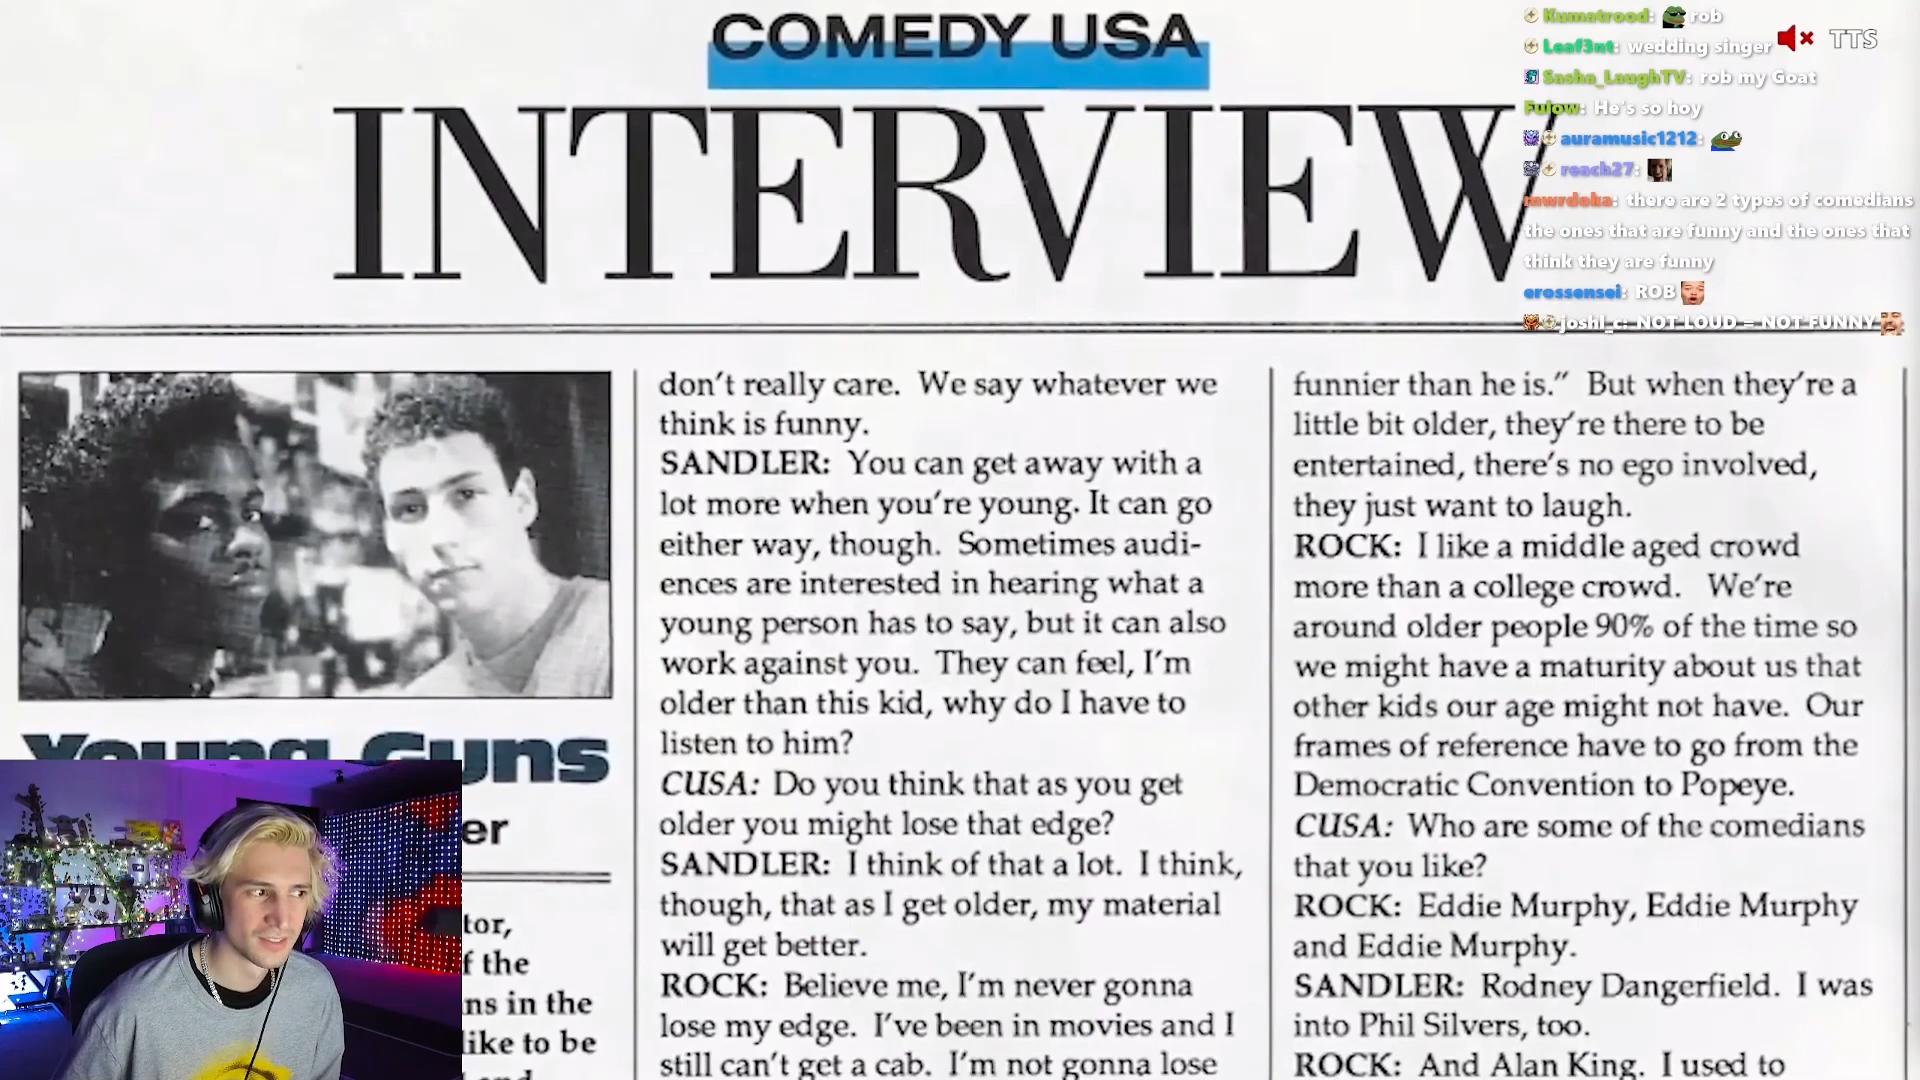 COMEDY USA
INTERVIEW
Young Guns
er
tor,
f the
ns in the
like to be
don't really care. We say whatever we
think is funny.
SANDLER: You can get away with a
lot more when you're young. It can go
either way, though. Sometimes audi-
ences are interested in hearing what a
young person has to say, but it can also
work against you. They can feel, I'm
older than this kid, why do I have to
listen to him?
CUSA: Do you think that as you get
older you might lose that edge?
SANDLER: I think of that a lot. I think,
though, that as I get older, my material
will get better.
ROCK: Believe me, I'm never gonna
lose my edge. I've been in movies and I
still can't get a cab. I'm not gonna lose
funnier than he is." But when they're a
little bit older, they're there to be
entertained, there's no ego involved,
they just want to laugh.
ROCK: I like a middle aged crowd
more than a college crowd. We're
around older people 90% of the time so
we might have a maturity about us that
other kids our age might not have. Our
frames of reference have to go from the
Democratic Convention to Popeye.
CUSA: Who are some of the comedians
that you like?
ROCK: Eddie Murphy, Eddie Murphy
and Eddie Murphy.
SANDLER: Rodney Dangerfield. I was
into Phil Silvers, too.
ROCK: And Alan King. I used to
Kumatrood: rob
Leaf3nt: wedding singer
TTS
Sasha_LaughTV: rob my Goat
Fulow: He's so hoy
auramusic1212:
reach27:
mwrdoka: there are 2 types of comedians
the ones that are funny and the ones that
think they are funny
erossensei: ROB
joshl_c: NOT LOUD = NOT FUNNY